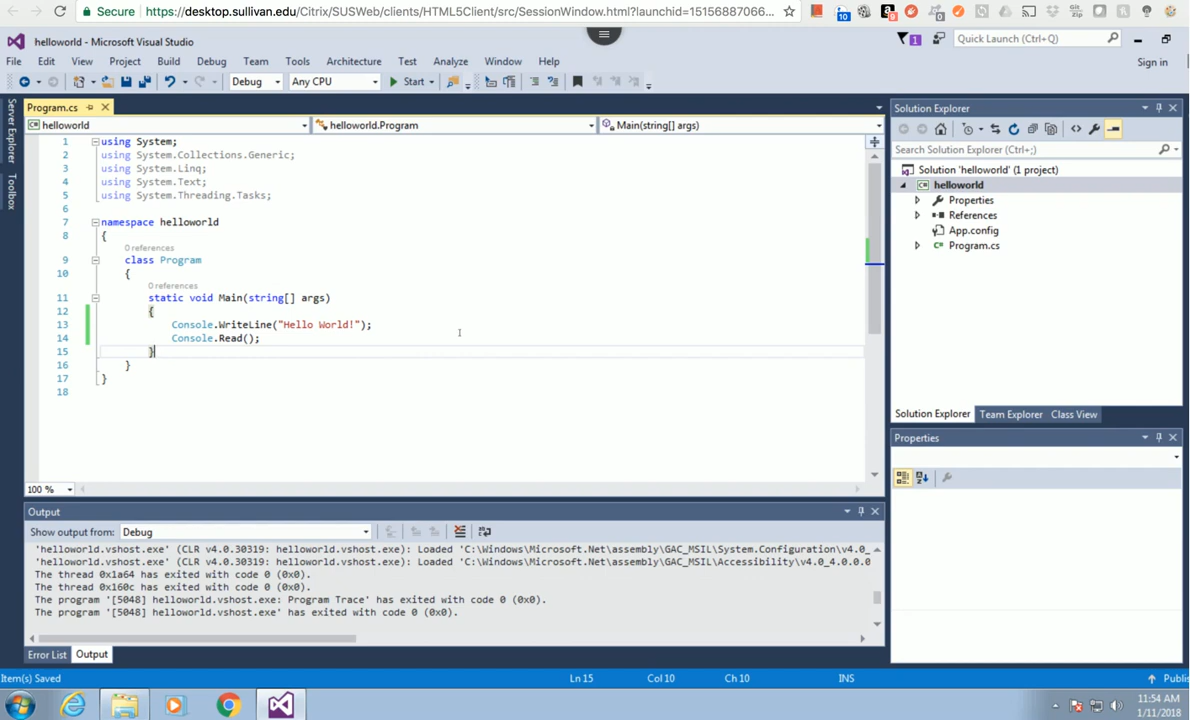 Secure
https://desktop.sullivan.edu/Citrix/SUSWeb/clients/HTML5Client/src/SessionWindow.html?launchid=15156887066...
helloworld - Microsoft Visual Studio
1
Quick Launch (Ctrl+Q)
File Edit View Project Build Debug Team Tools Architecture Test Analyze Window Help
Sign in
Debug Any CPU Start
Server Explorer
Toolbox
Program.cs
helloworld helloworld.Program Main(string[] args)
1 using System;
2 using System.Collections.Generic;
3 using System.Linq;
4 using System.Text;
5 using System.Threading.Tasks;
6
7 namespace helloworld
8 {
0 references
9 class Program
10 {
0 references
11 static void Main(string[] args)
12 {
13 Console.WriteLine("Hello World!");
14 Console.Read();
15 }
16 }
17 }
18
100 %
Solution Explorer
Search Solution Explorer (Ctrl+;)
Solution 'helloworld' (1 project)
helloworld
Properties
References
App.config
Program.cs
Solution Explorer Team Explorer Class View
Properties
Output
Show output from: Debug
'helloworld.vshost.exe' (CLR v4.0.30319: helloworld.vshost.exe): Loaded 'C:\Windows\Microsoft.Net\assembly\GAC_MSIL\System.Configuration\v4.0_
'helloworld.vshost.exe' (CLR v4.0.30319: helloworld.vshost.exe): Loaded 'C:\Windows\Microsoft.Net\assembly\GAC_MSIL\Accessibility\v4.0_4.0.0.0
The thread 0x1a64 has exited with code 0 (0x0).
The thread 0x160c has exited with code 0 (0x0).
The program '[5048] helloworld.vshost.exe: Program Trace' has exited with code 0 (0x0).
The program '[5048] helloworld.vshost.exe' has exited with code 0 (0x0).
Error List Output
Item(s) Saved Ln 15 Col 10 Ch 10 INS Publis
11:54 AM
1/11/2018